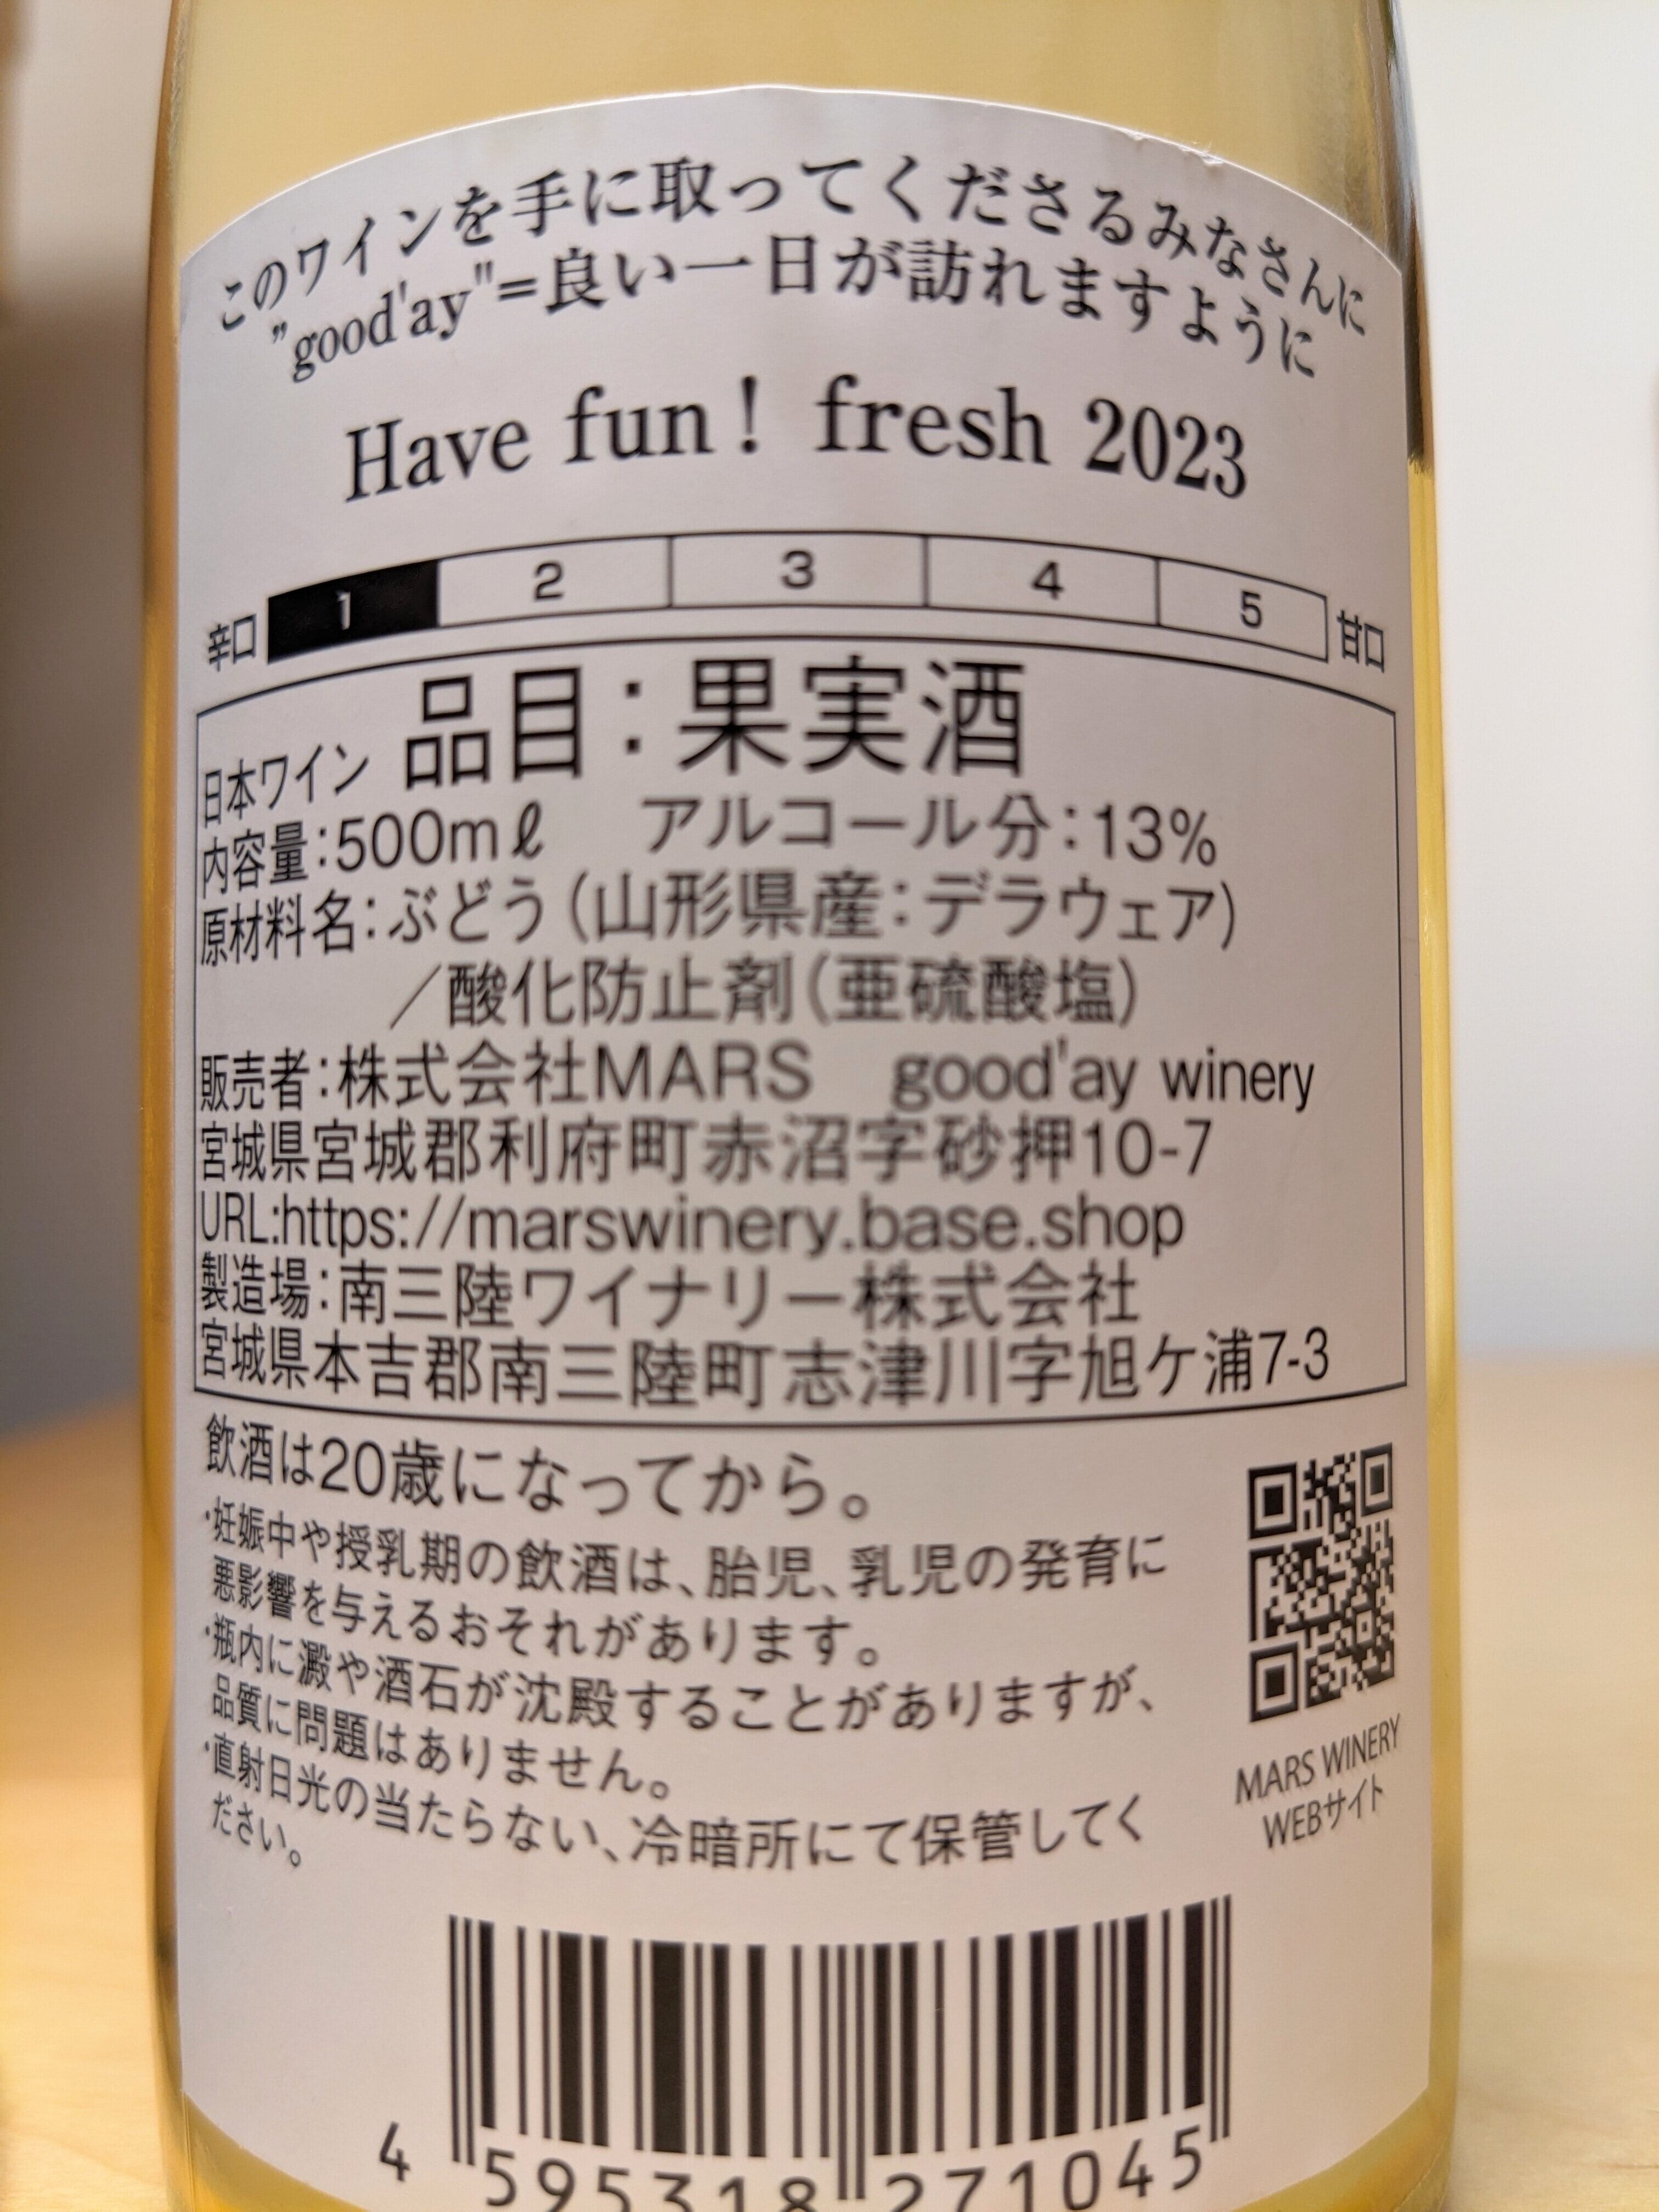 このワインを手に取ってくださるみなさんに
"good'ay"=良い一日が訪れますように
Have fun! fresh 2023
辛口 1 2 3 4 5 甘口
日本ワイン 品目：果実酒
内容量：500mℓ アルコール分：13%
原材料名：ぶどう（山形県産：デラウェア）
／酸化防止剤（亜硫酸塩）
販売者：株式会社MARS good'ay winery
宮城県宮城郡利府町赤沼字砂押10-7
URL:https://marswinery.base.shop
製造場：南三陸ワイナリー株式会社
宮城県本吉郡南三陸町志津川字旭ケ浦7-3
飲酒は20歳になってから。
・妊娠中や授乳期の飲酒は、胎児、乳児の発育に
悪影響を与えるおそれがあります。
・瓶内に澱や酒石が沈殿することがありますが、
品質に問題はありません。
・直射日光の当たらない、冷暗所にて保管してく
ださい。
MARS WINERY
WEBサイト
4 595318 271045